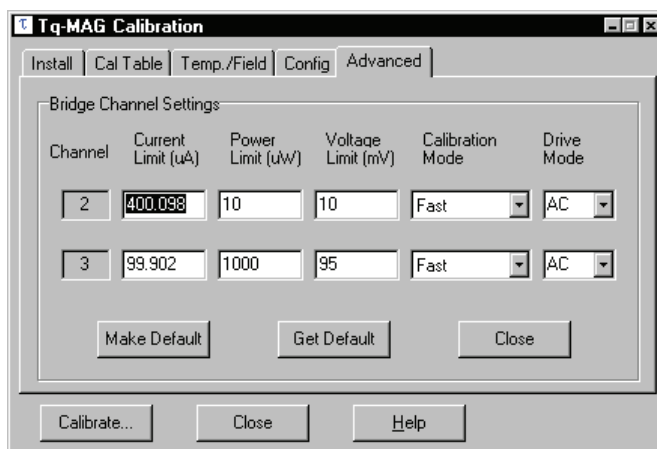 τ Tq-MAG Calibration
Install Cal Table Temp./Field Config Advanced
Bridge Channel Settings
Channel Current Limit (uA) Power Limit (uW) Voltage Limit (mV) Calibration Mode Drive Mode
2 400.098 10 10 Fast AC
3 99.902 1000 95 Fast AC
Make Default Get Default Close
Calibrate... Close Help